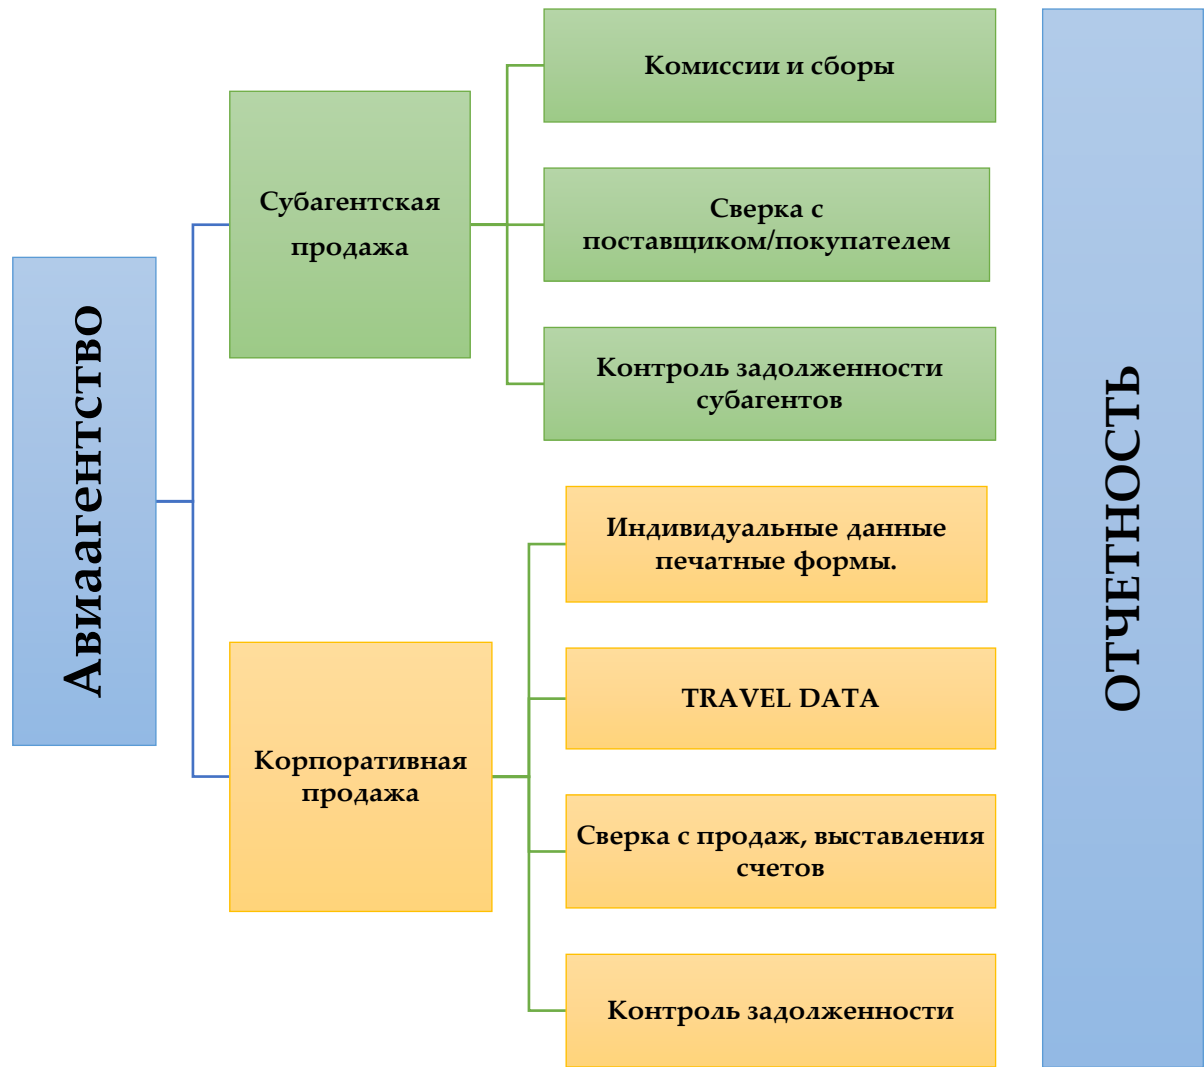 Авиаагентство
Субагентская
продажа
Комиссии и сборы
Сверка с
поставщиком/покупателем
Контроль задолженности
субагентов
Корпоративная
продажа
Индивидуальные данные
печатные формы.
TRAVEL DATA
Сверка с продаж, выставления
счетов
Контроль задолженности
ОТЧЕТНОСТЬ